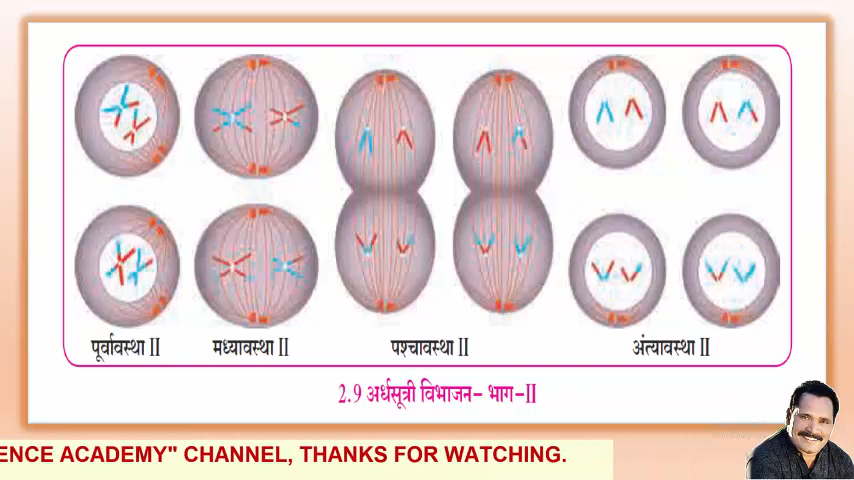 पूर्वावस्था II
मध्यावस्था II
पश्चावस्था II
अंत्यावस्था II
2.9 अर्धसूत्री विभाजन- भाग-II
ENCE ACADEMY" CHANNEL, THANKS FOR WATCHING.